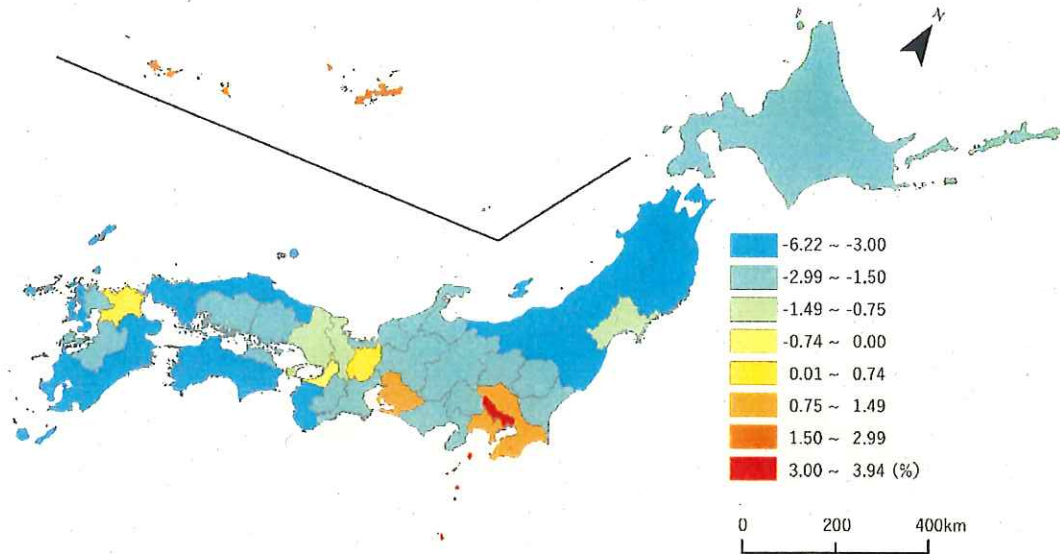 N
-6.22 ~ -3.00
-2.99 ~ -1.50
-1.49 ~ -0.75
-0.74 ~ 0.00
0.01 ~ 0.74
0.75 ~ 1.49
1.50 ~ 2.99
3.00 ~ 3.94 (%)
0 200 400km